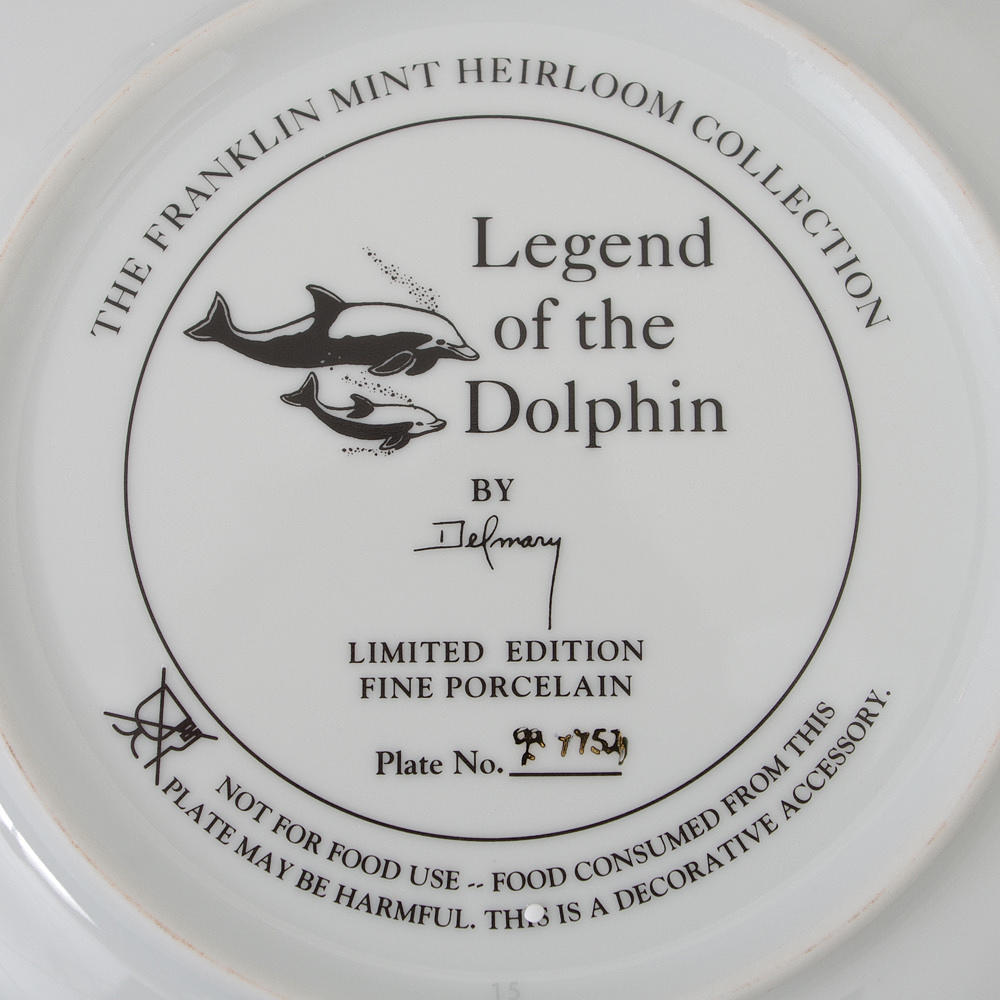 THE FRANKLIN MINT HEIRLOOM COLLECTION
Legend
of the
Dolphin
BY
Delmary
LIMITED EDITION
FINE PORCELAIN
Plate No.
NOT FOR FOOD USE -- FOOD CONSUMED FROM THIS
PLATE MAY BE HARMFUL. THIS IS A DECORATIVE ACCESSORY.
15